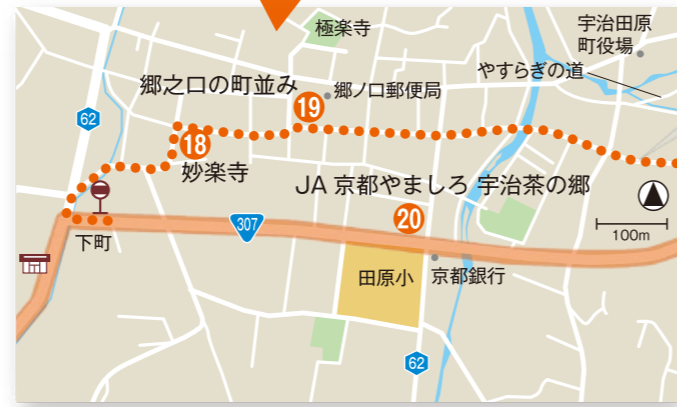 極楽寺
宇治田原
町役場
やすらぎの道
郷之口の町並み
郷ノ口郵便局
62
19
18
妙楽寺
JA 京都やましろ 宇治茶の郷
20
307
下町
100m
田原小
京都銀行
62